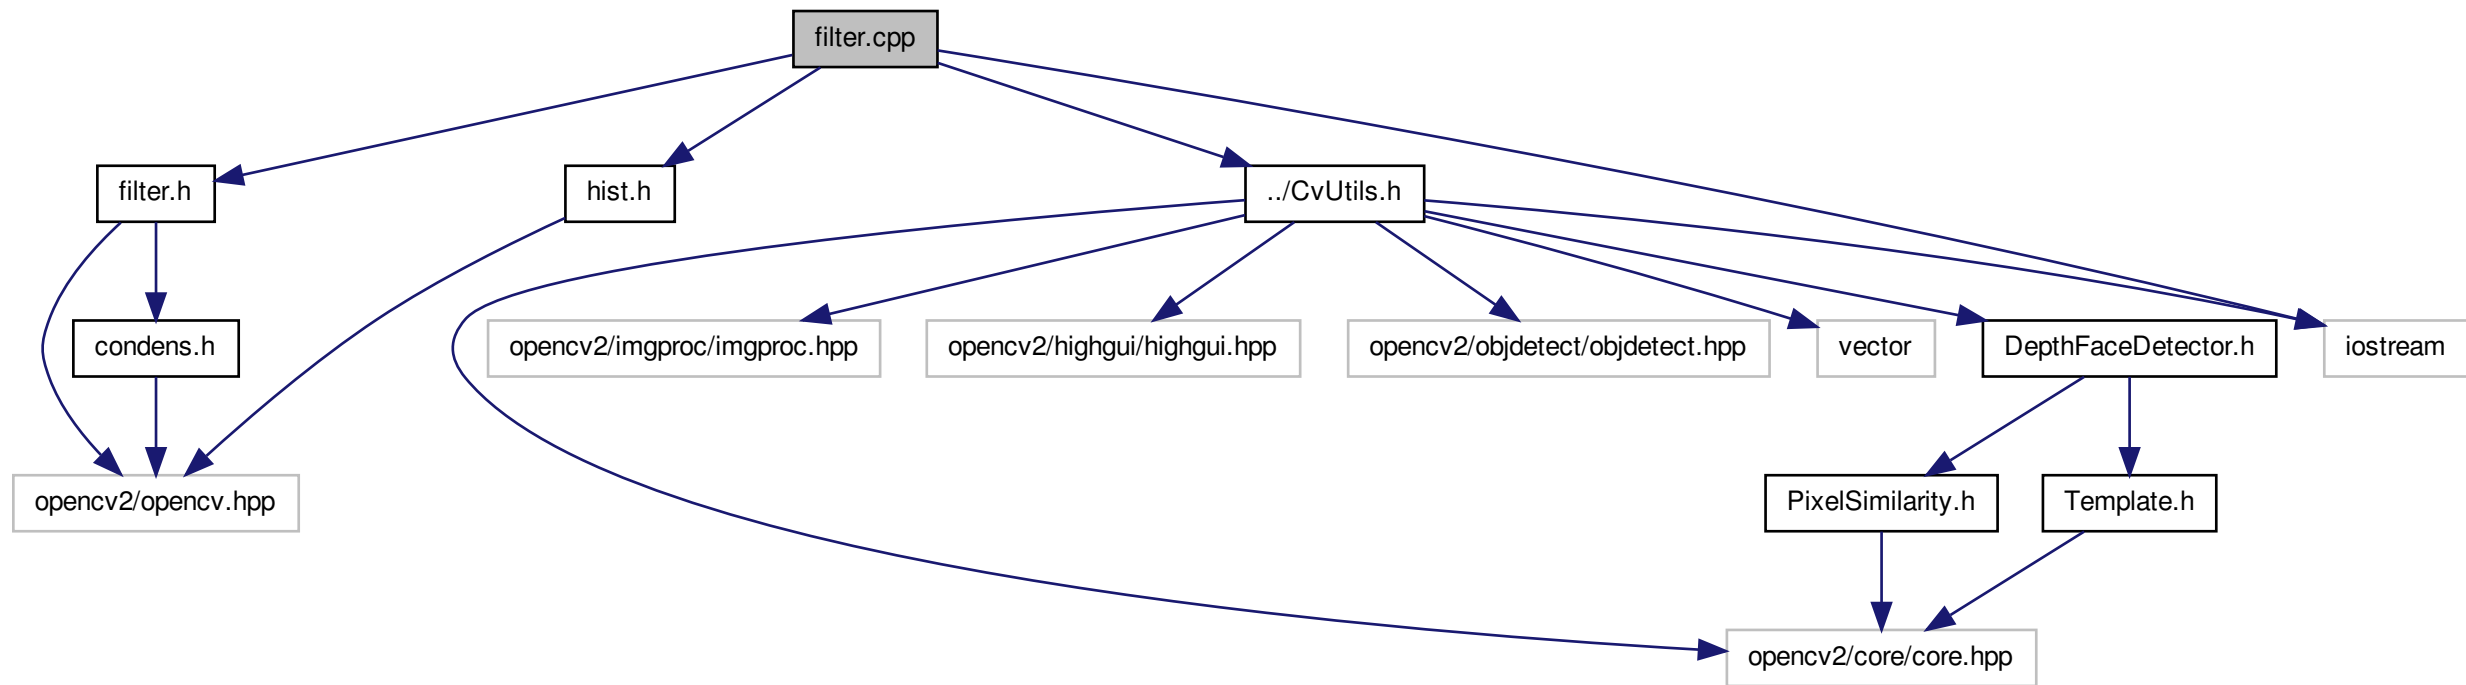 filter.cpp
filter.h
hist.h
../CvUtils.h
condens.h
opencv2/imgproc/imgproc.hpp
opencv2/highgui/highgui.hpp
opencv2/objdetect/objdetect.hpp
vector
DepthFaceDetector.h
iostream
opencv2/opencv.hpp
PixelSimilarity.h
Template.h
opencv2/core/core.hpp